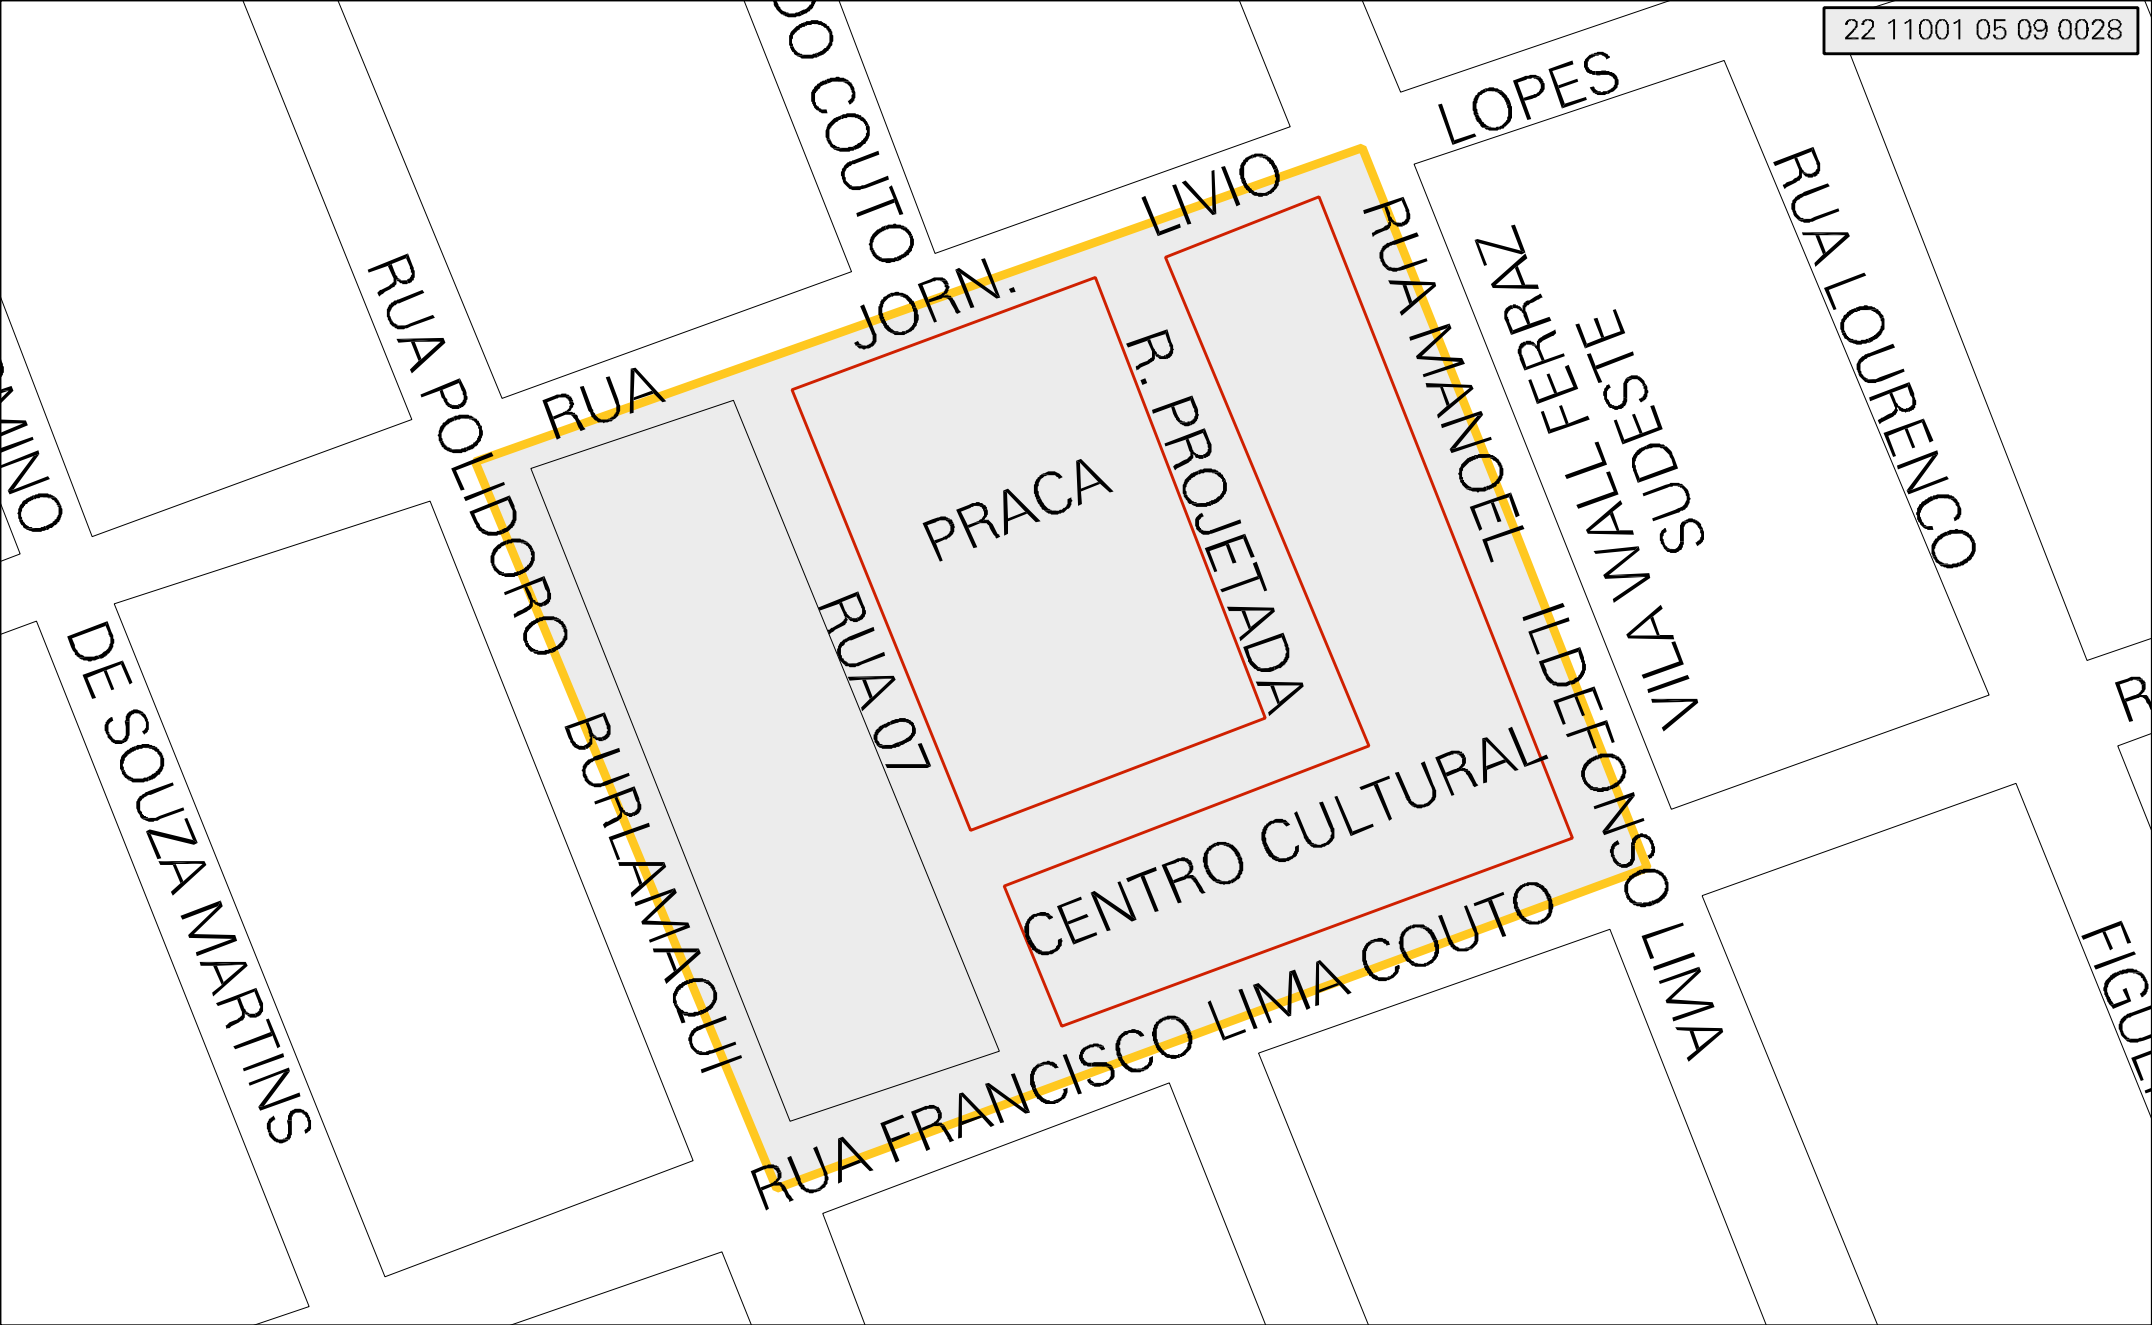 22 11001 05 09 0028
DO COUTO
LOPES
RUA JORN. LIVIO
RUA LOURENCO
RUA POLIDORO BURLAMAQUI
RUA MANOEL ILDEFONSO LIMA
VILA WALL FERRAZ
SUDESTE
R. PROJETADA
PRACA
RUA 07
MINO
DE SOUZA MARTINS
CENTRO CULTURAL
RUA FRANCISCO LIMA COUTO
R